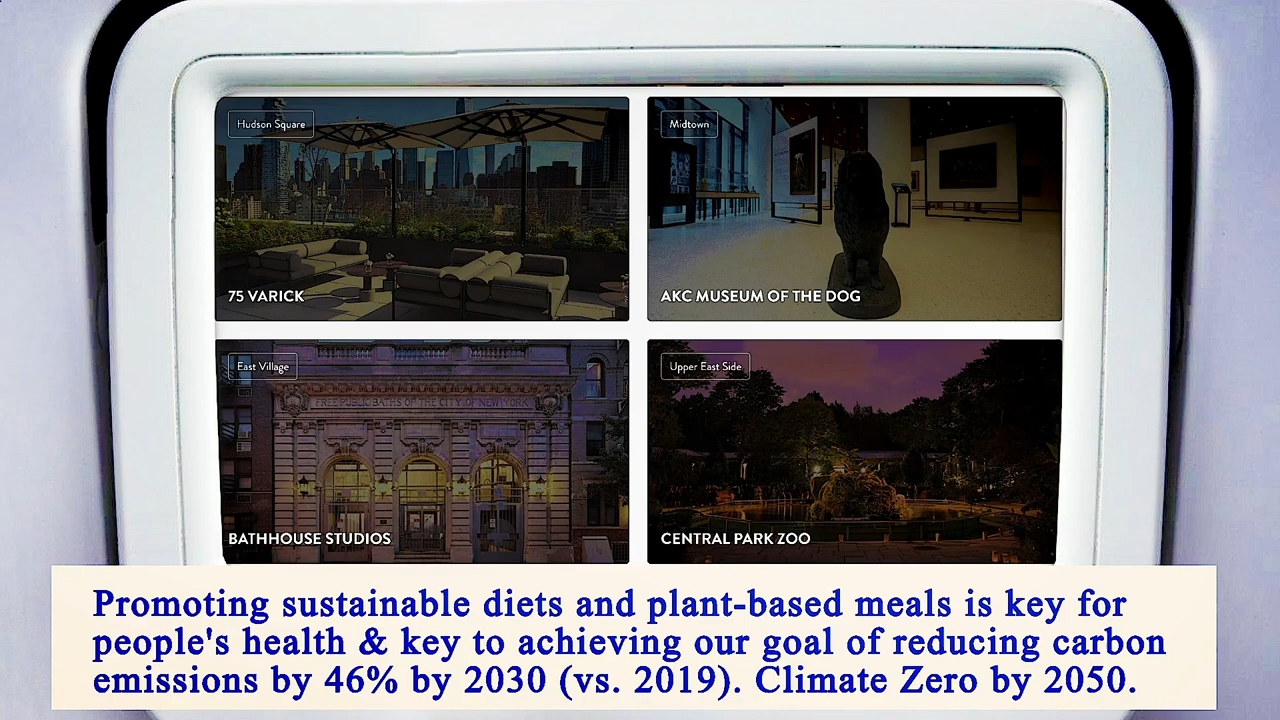 Hudson Square
Midtown
75 VARICK
AKC MUSEUM OF THE DOG
East Village
Upper East Side
FREE PUBLIC BATHS OF THE CITY OF NEW YORK
BATHHOUSE STUDIOS
CENTRAL PARK ZOO
Promoting sustainable diets and plant-based meals is key for
people's health & key to achieving our goal of reducing carbon
emissions by 46% by 2030 (vs. 2019). Climate Zero by 2050.